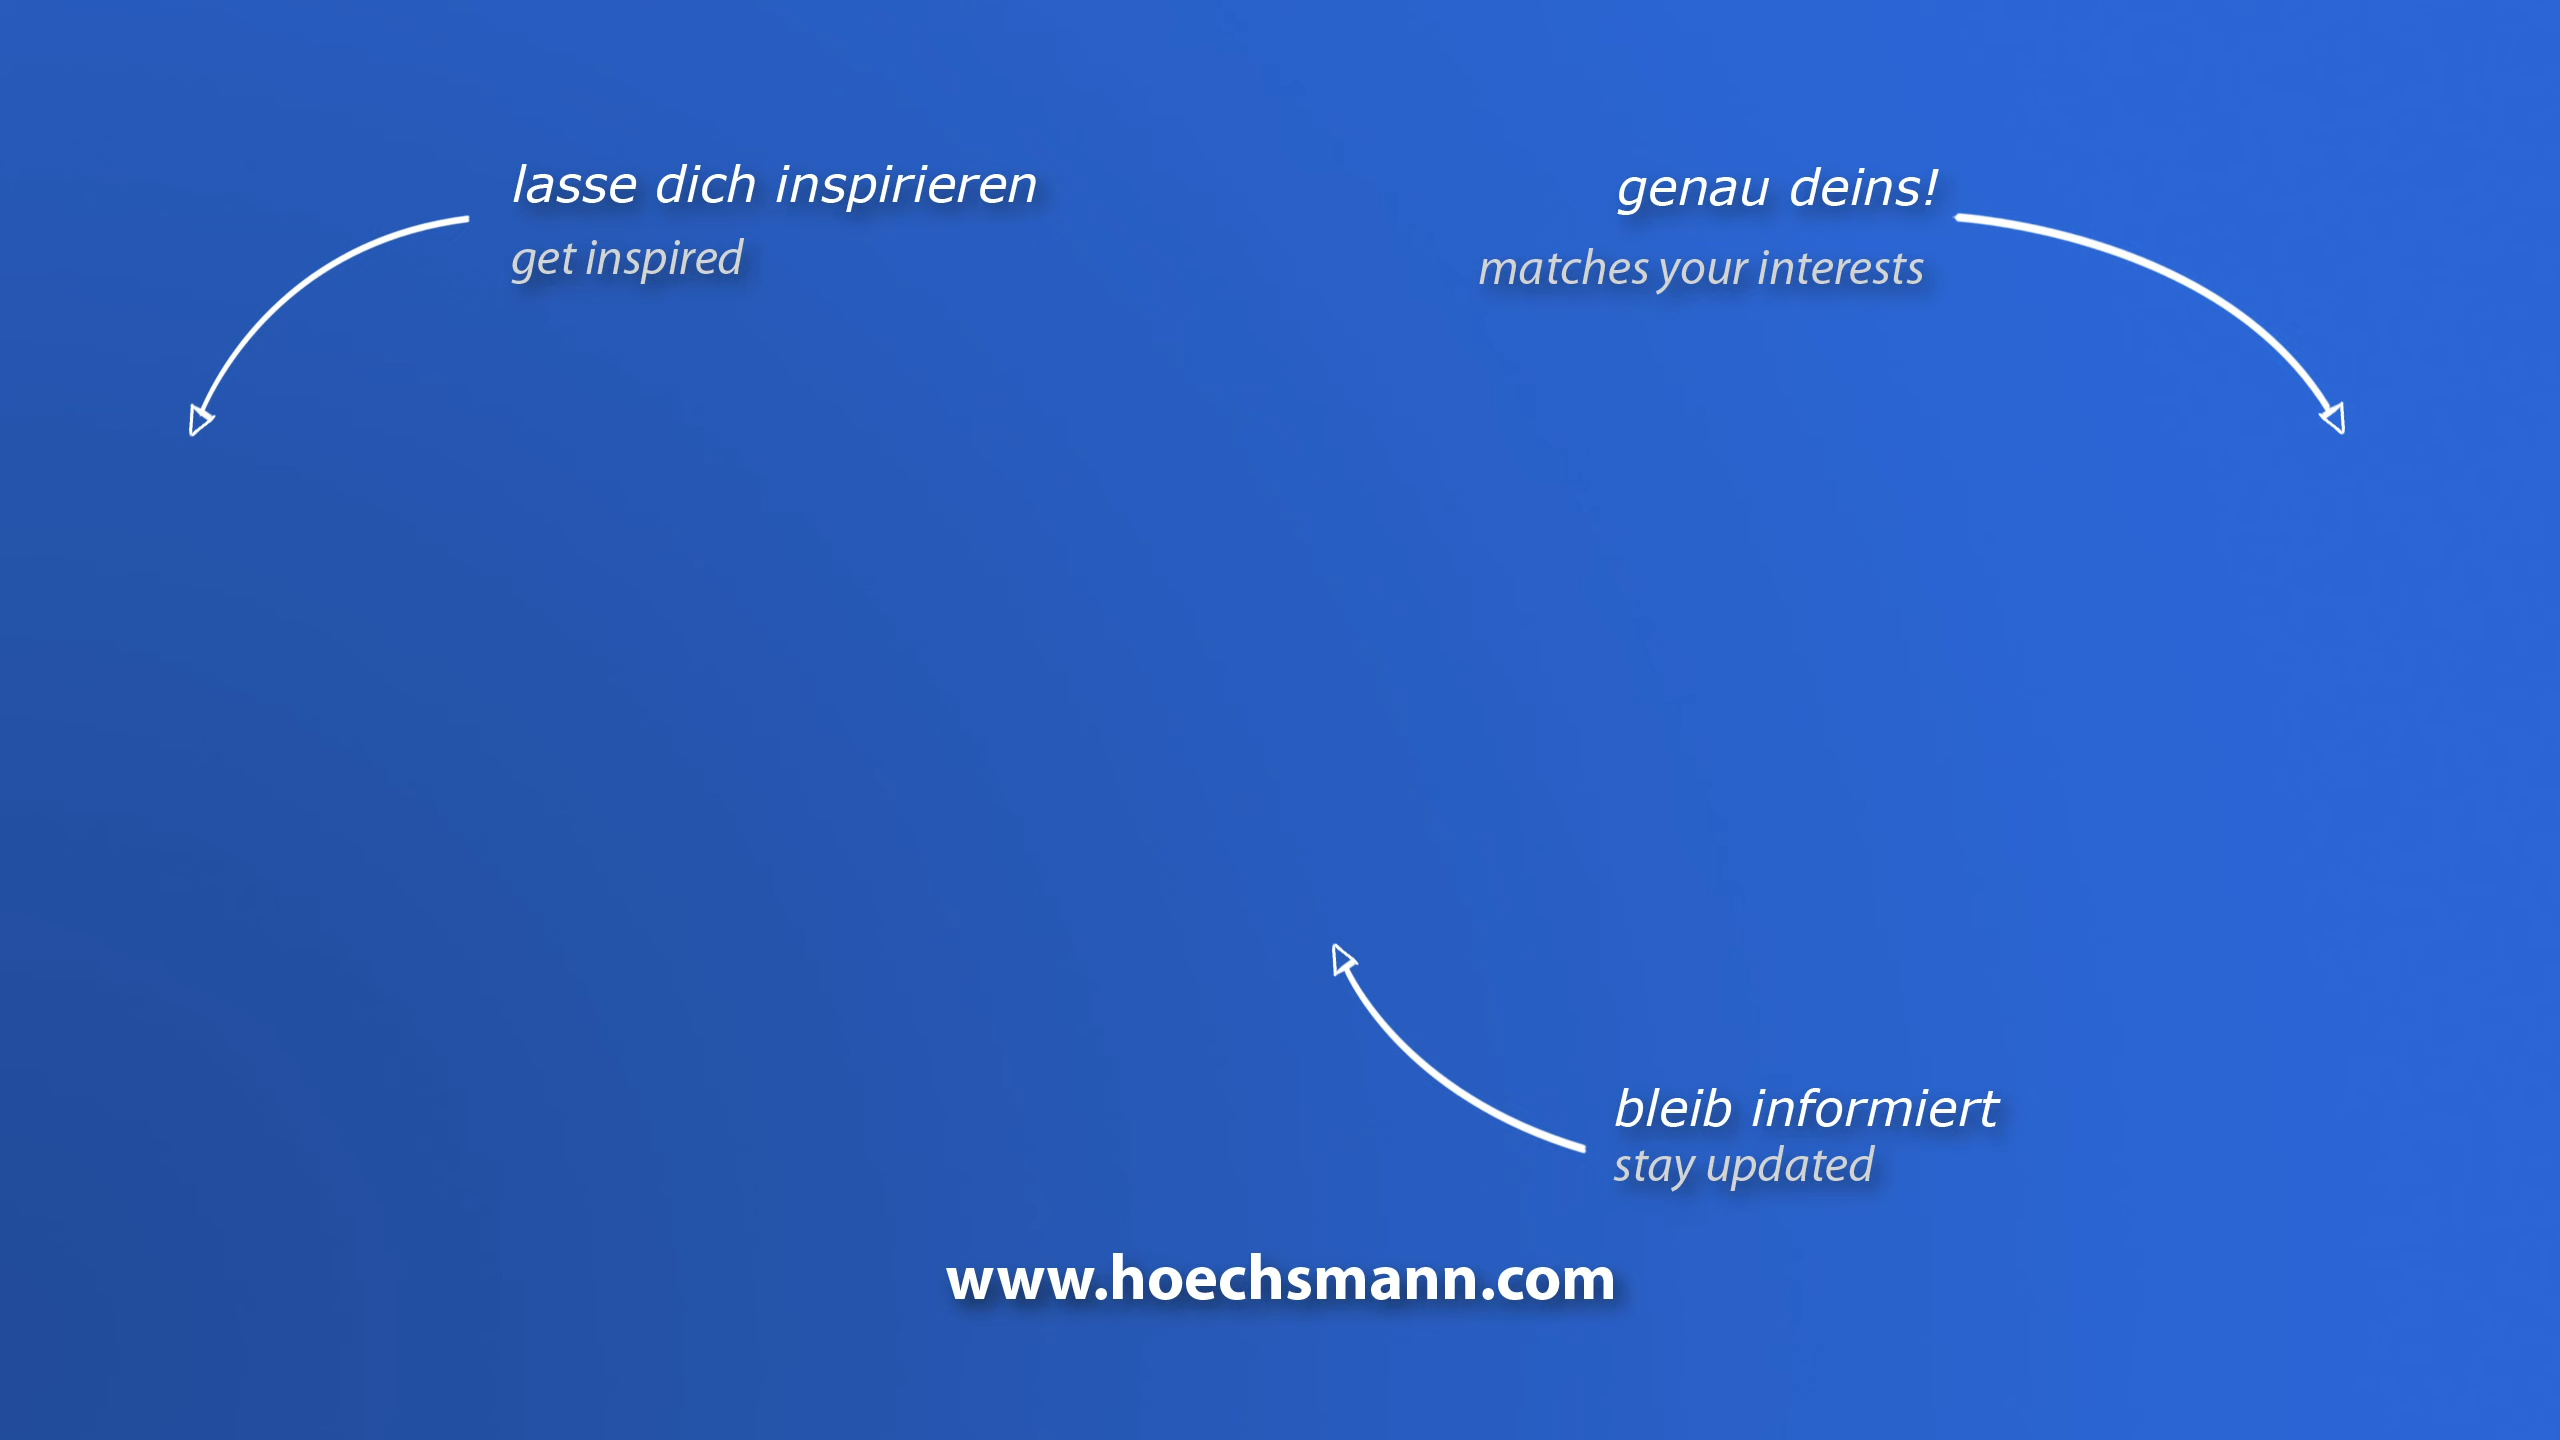 lasse dich inspirieren
get inspired
genau deins!
matches your interests
bleib informiert
stay updated
www.hoechsmann.com